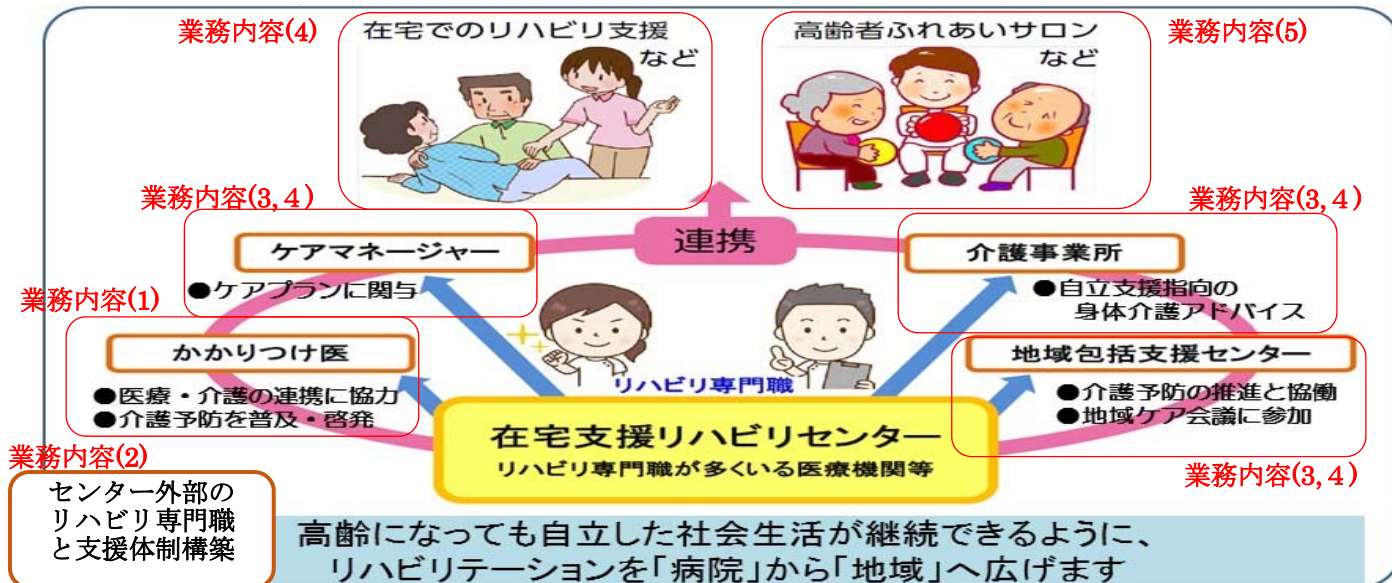 業務内容(4)
在宅でのリハビリ支援
など
高齢者ふれあいサロン
など
業務内容(5)
業務内容(3,4)
ケアマネージャー
●ケアプランに関与
連携
業務内容(3,4)
介護事業所
●自立支援指向の
身体介護アドバイス
業務内容(1)
かかりつけ医
●医療・介護の連携に協力
●介護予防を普及・啓発
リハビリ専門職
地域包括支援センター
●介護予防の推進と協働
●地域ケア会議に参加
業務内容(3,4)
在宅支援リハビリセンター
リハビリ専門職が多くいる医療機関等
業務内容(2)
センター外部の
リハビリ専門職
と支援体制構築
高齢になっても自立した社会生活が継続できるように、
リハビリテーションを「病院」から「地域」へ広げます